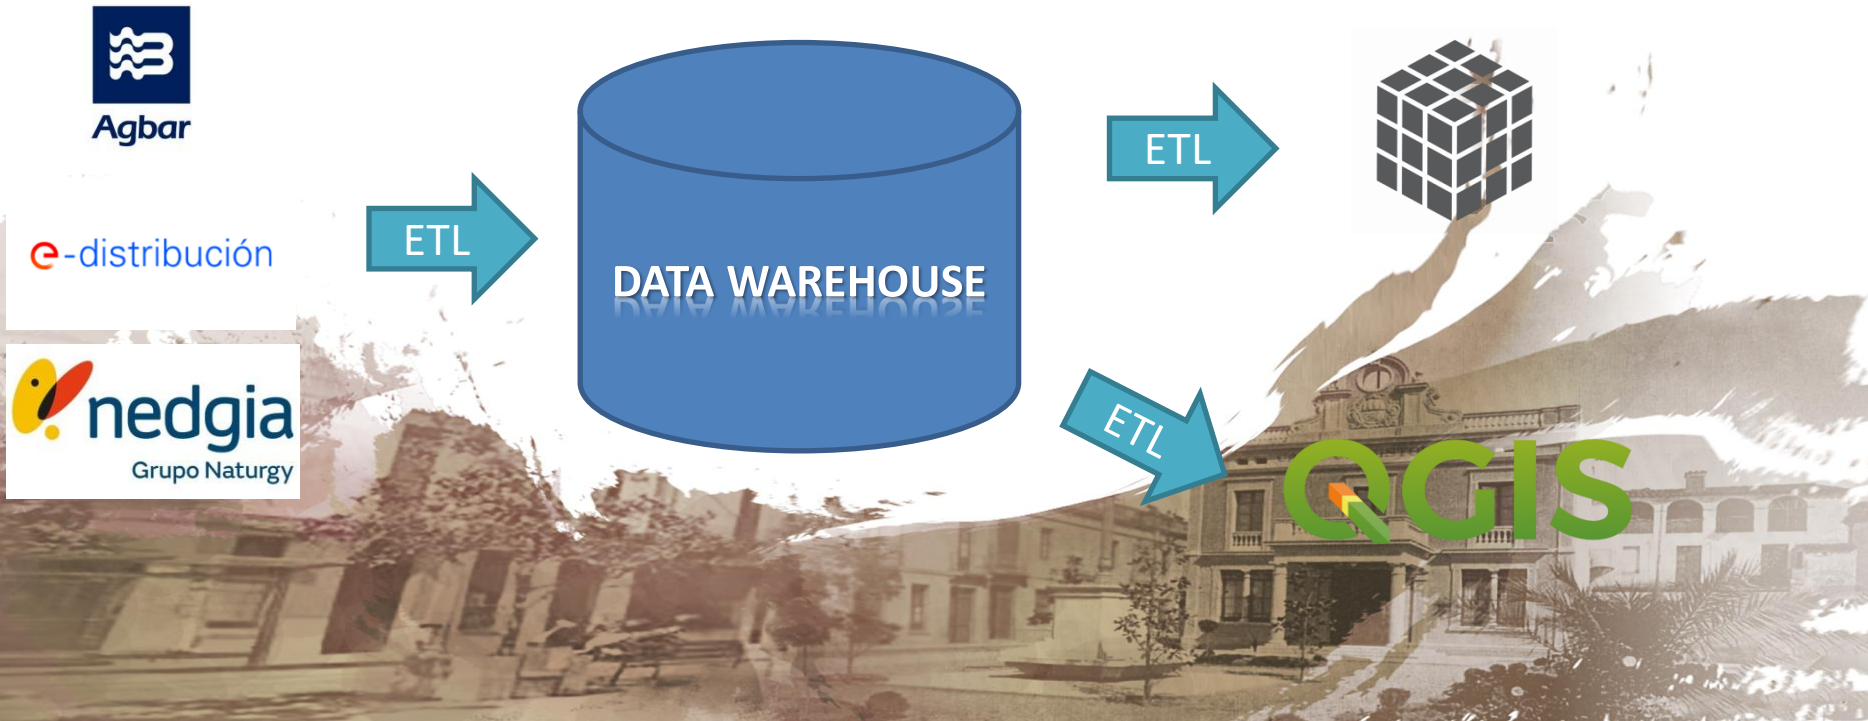 Agbar
e-distribución
nedgia
Grupo Naturgy
ETL
DATA WAREHOUSE
ETL
ETL
QGIS